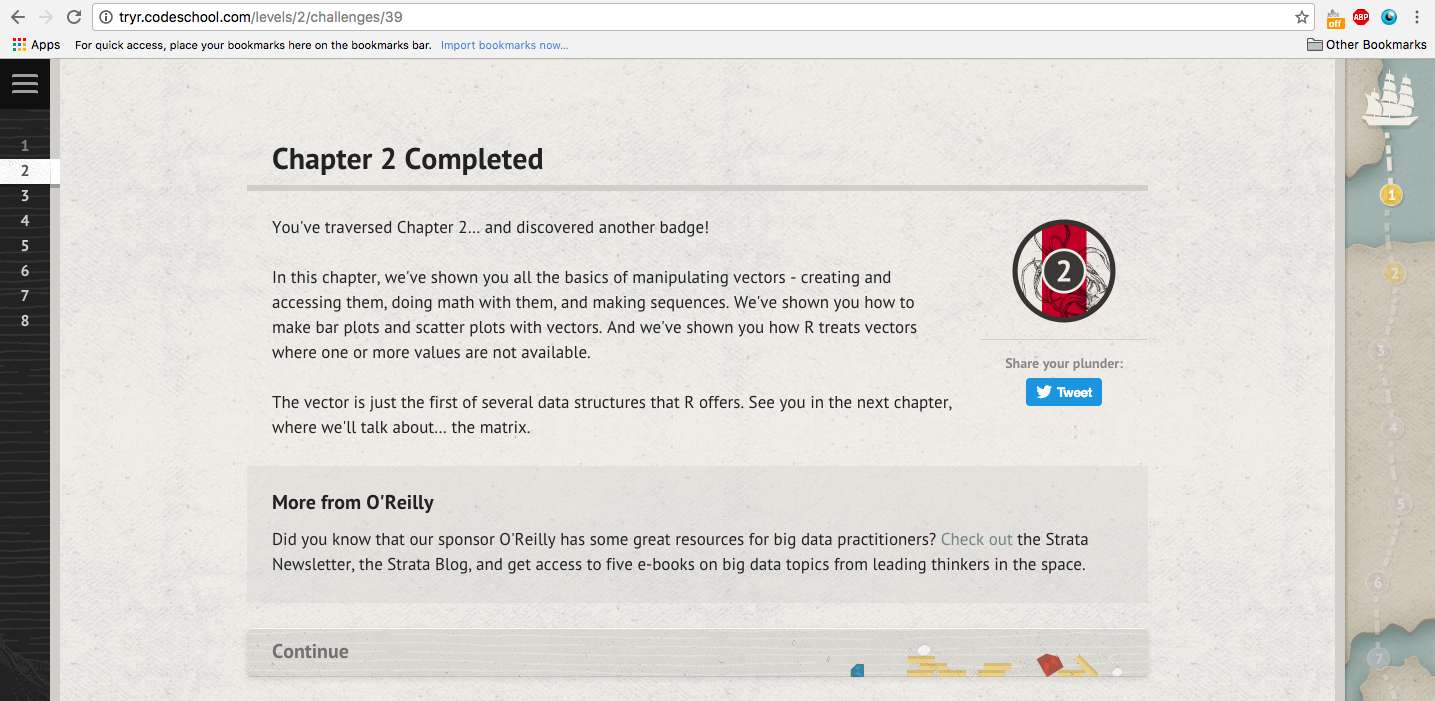 tryr.codeschool.com/levels/2/challenges/39
off
ABP
Apps
For quick access, place your bookmarks here on the bookmarks bar. Import bookmarks now...
Other Bookmarks
1
2
3
4
5
6
7
8
Chapter 2 Completed
You've traversed Chapter 2... and discovered another badge!
In this chapter, we've shown you all the basics of manipulating vectors - creating and
accessing them, doing math with them, and making sequences. We've shown you how to
make bar plots and scatter plots with vectors. And we've shown you how R treats vectors
where one or more values are not available.
The vector is just the first of several data structures that R offers. See you in the next chapter,
where we'll talk about... the matrix.
2
Share your plunder:
Tweet
More from O'Reilly
Did you know that our sponsor O'Reilly has some great resources for big data practitioners? Check out the Strata
Newsletter, the Strata Blog, and get access to five e-books on big data topics from leading thinkers in the space.
Continue
1
2
3
4
5
6
7